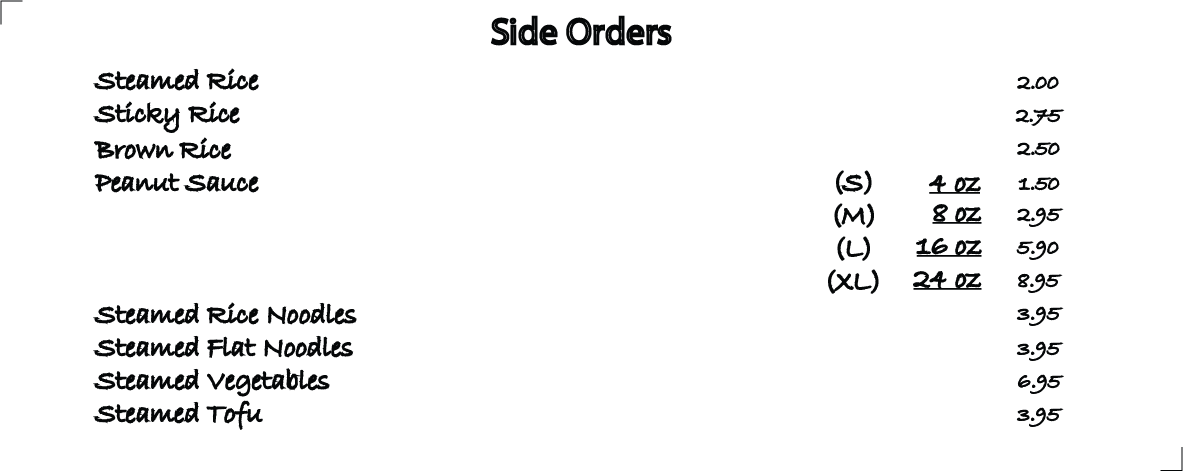 Side Orders
Steamed Rice 2.00
Sticky Rice 2.75
Brown Rice 2.50
Peanut Sauce (S) 4 oz 1.50
(M) 8 oz 2.95
(L) 16 oz 5.90
(XL) 24 oz 8.95
Steamed Rice Noodles 3.95
Steamed Flat Noodles 3.95
Steamed Vegetables 6.95
Steamed Tofu 3.95